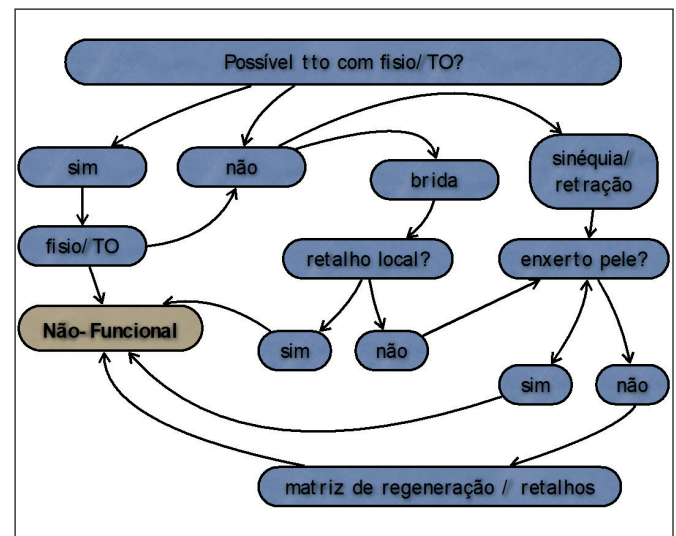 Possível tto com fisio/ TO?
sim
não
brida
sinéquia/
retração
fisio/ TO
retalho local?
enxerto pele?
Não-Funcional
sim
não
sim
não
matriz de regeneração / retalhos